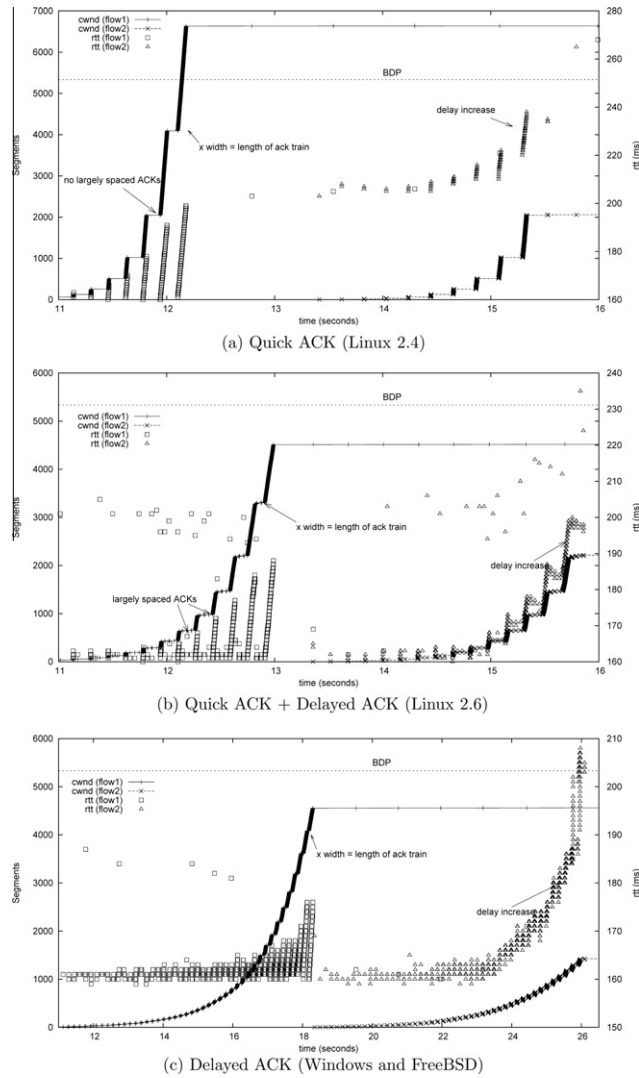 7000
6000
5000
4000
3000
2000
1000
0
Segments
cwnd (flow1)
cwnd (flow2)
rtt (flow1)
rtt (flow2)
BDP
x width = length of ack train
no largely spaced ACKs
delay increase
280
260
240
220
200
180
160
rtt (ms)
11 12 13 14 15 16
time (seconds)
(a) Quick ACK (Linux 2.4)
6000
5000
4000
3000
2000
1000
0
Segments
cwnd (flow1)
cwnd (flow2)
rtt (flow1)
rtt (flow2)
BDP
x width = length of ack train
largely spaced ACKs
delay increase
240
230
220
210
200
190
180
170
160
rtt (ms)
11 12 13 14 15 16
time (seconds)
(b) Quick ACK + Delayed ACK (Linux 2.6)
6000
5000
4000
3000
2000
1000
0
Segments
cwnd (flow1)
cwnd (flow2)
rtt (flow1)
rtt (flow2)
BDP
x width = length of ack train
delay increase
210
200
190
180
170
160
150
rtt (ms)
12 14 16 18 20 22 24 26
time (seconds)
(c) Delayed ACK (Windows and FreeBSD)